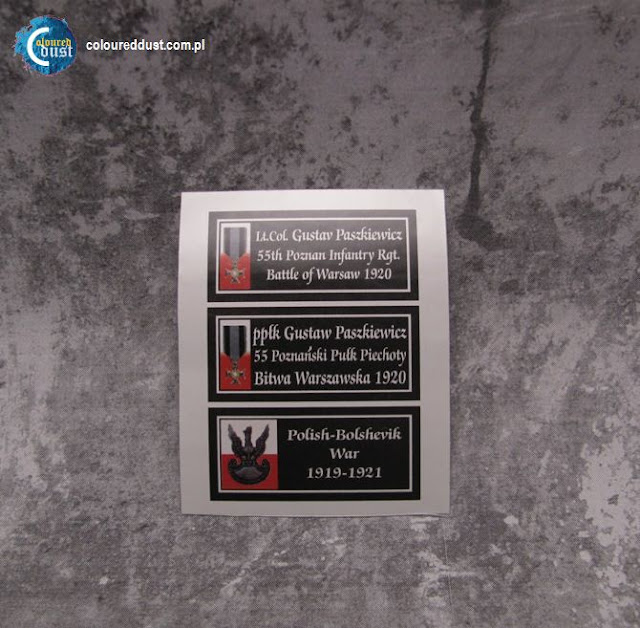 Coloured
Dust
coloureddust.com.pl
Lt.Col. Gustav Paszkiewicz
55th Poznan Infantry Rgt.
Battle of Warsaw 1920
ppłk Gustaw Paszkiewicz
55 Poznański Pułk Piechoty
Bitwa Warszawska 1920
Polish-Bolshevik
War
1919-1921